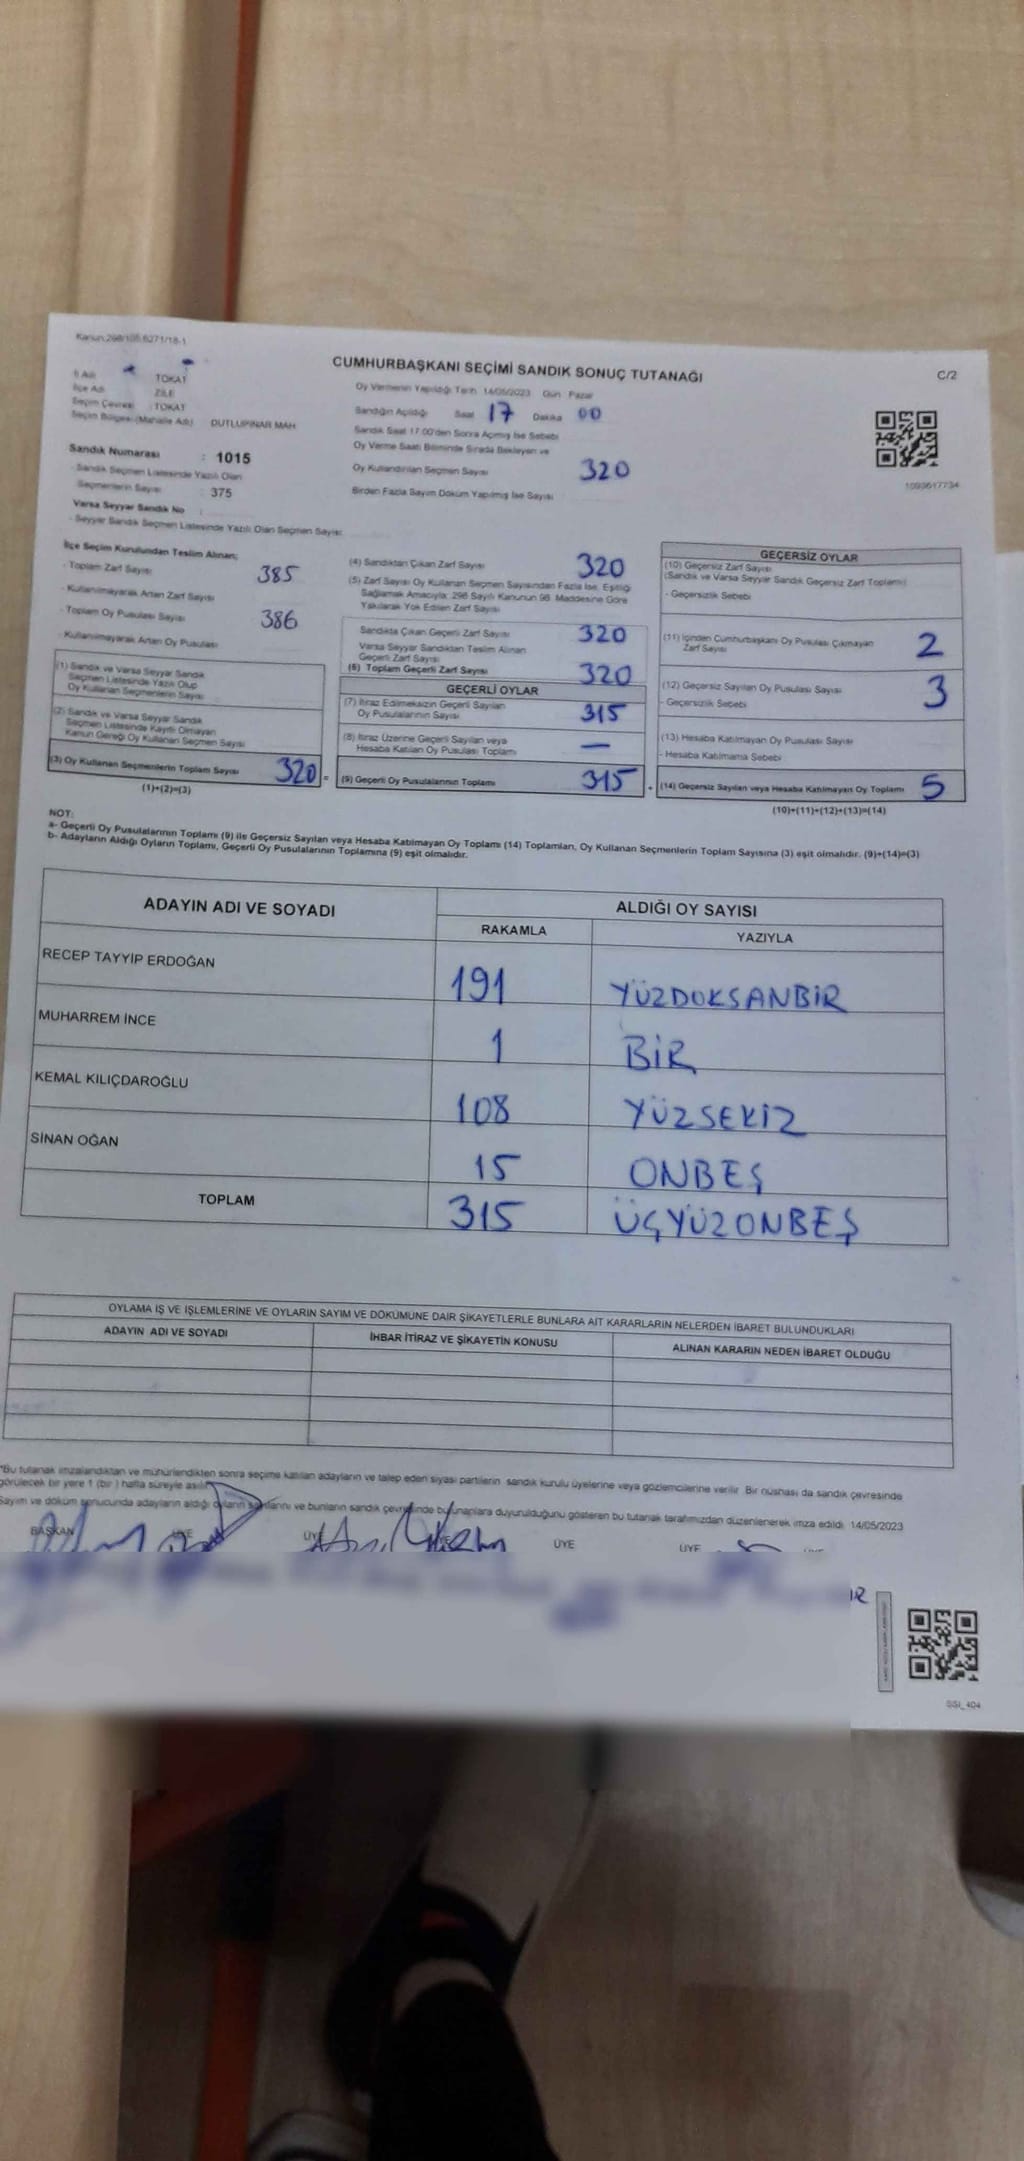 Kanun.298/105.6271/18-1
CUMHURBAŞKANI SEÇİMİ SANDIK SONUÇ TUTANAĞI
C/2
İl Adı : TOKAT
İlçe Adı : ZİLE
Seçim Çevresi : TOKAT
Seçim Bölgesi (Mahalle Adı) DUTLUPINAR MAH
Sandık Numarası : 1015
- Sandık Seçmen Listesinde Yazılı Olan
Seçmenlerin Sayısı : 375
Varsa Seyyar Sandık No :
- Seyyar Sandık Seçmen Listesinde Yazılı Olan Seçmen Sayısı:
Oy Vermenin Yapıldığı Tarih 14/05/2023 Gün Pazar
Sandığın Açıldığı Saat 17 Dakika 00
Sandık Saat 17:00'den Sonra Açılmış İse Sebebi
Oy Verme Saati Bitiminde Sırada Bekleyen ve
Oy Kullandırılan Seçmen Sayısı 320
Birden Fazla Sayım Döküm Yapılmış İse Sayısı
1093617734
İlçe Seçim Kurulundan Teslim Alınan;
- Toplam Zarf Sayısı 385
- Kullanılmayarak Artan Zarf Sayısı
- Toplam Oy Pusulası Sayısı 386
- Kullanılmayarak Artan Oy Pusulası
(1) Sandık ve Varsa Seyyar Sandık
Seçmen Listesinde Yazılı Olup
Oy Kullanan Seçmenlerin Sayısı
(2) Sandık ve Varsa Seyyar Sandık
Seçmen Listesinde Kayıtlı Olmayan
Kanun Gereği Oy Kullanan Seçmen Sayısı
(3) Oy Kullanan Seçmenlerin Toplam Sayısı 320 =
(1)+(2)=(3)
(4) Sandıktan Çıkan Zarf Sayısı 320
(5) Zarf Sayısı Oy Kullanan Seçmen Sayısından Fazla İse, Eşitliği
Sağlamak Amacıyla; 298 Sayılı Kanunun 98. Maddesine Göre
Yakılarak Yok Edilen Zarf Sayısı
Sandıkta Çıkan Geçerli Zarf Sayısı 320
Varsa Seyyar Sandıktan Teslim Alınan
Geçerli Zarf Sayısı
(6) Toplam Geçerli Zarf Sayısı 320
GEÇERLİ OYLAR
(7) İtiraz Edilmeksizin Geçerli Sayılan
Oy Pusulalarının Sayısı 315
(8) İtiraz Üzerine Geçerli Sayılan veya
Hesaba Katılan Oy Pusulası Toplamı —
(9) Geçerli Oy Pusulalarının Toplamı 315 +
GEÇERSİZ OYLAR
(10) Geçersiz Zarf Sayısı
(Sandık ve Varsa Seyyar Sandık Geçersiz Zarf Toplamı)
- Geçersizlik Sebebi
(11) İçinden Cumhurbaşkanı Oy Pusulası Çıkmayan
Zarf Sayısı 2
(12) Geçersiz Sayılan Oy Pusulası Sayısı 3
- Geçersizlik Sebebi
(13) Hesaba Katılmayan Oy Pusulası Sayısı
- Hesaba Katılmama Sebebi
(14) Geçersiz Sayılan veya Hesaba Katılmayan Oy Toplamı 5
(10)+(11)+(12)+(13)=(14)
NOT:
a- Geçerli Oy Pusulalarının Toplamı (9) ile Geçersiz Sayılan veya Hesaba Katılmayan Oy Toplamı (14) Toplamları, Oy Kullanan Seçmenlerin Toplam Sayısına (3) eşit olmalıdır. (9)+(14)=(3)
b- Adayların Aldığı Oyların Toplamı, Geçerli Oy Pusulalarının Toplamına (9) eşit olmalıdır.
ADAYIN ADI VE SOYADI ALDIĞI OY SAYISI
RAKAMLA YAZIYLA
RECEP TAYYİP ERDOĞAN 191 YÜZDOKSANBİR
MUHARREM İNCE 1 BİR
KEMAL KILIÇDAROĞLU 108 YÜZSEKİZ
SİNAN OĞAN 15 ONBEŞ
TOPLAM 315 ÜÇYÜZONBEŞ
OYLAMA İŞ VE İŞLEMLERİNE VE OYLARIN SAYIM VE DÖKÜMÜNE DAİR ŞİKAYETLERLE BUNLARA AİT KARARLARIN NELERDEN İBARET BULUNDUKLARI
ADAYIN ADI VE SOYADI İHBAR İTİRAZ VE ŞİKAYETİN KONUSU ALINAN KARARIN NEDEN İBARET OLDUĞU
*Bu tutanak imzalandıktan ve mühürlendikten sonra seçime katılan adayların ve talep eden siyasi partilerin sandık kurulu üyelerine veya gözlemcilerine verilir. Bir nüshası da sandık çevresinde
görülecek bir yere 1 (bir) hafta süreyle asılır.
Sayım ve döküm sonucunda adayların aldığı oyların sayılarını ve bunların sandık çevresinde bulunanlara duyurulduğunu gösteren bu tutanak tarafımızdan düzenlenerek imza edildi. 14/05/2023
BAŞKAN ÜYE ÜYE ÜYE ÜYE
SSI_404